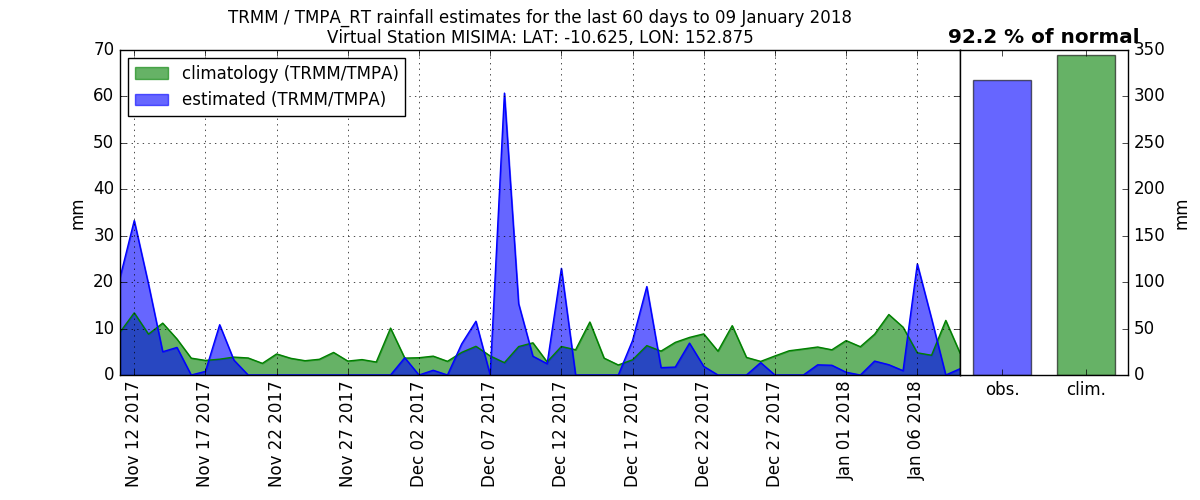 TRMM / TMPA_RT rainfall estimates for the last 60 days to 09 January 2018
Virtual Station MISIMA: LAT: -10.625, LON: 152.875
92.2 % of normal
climatology (TRMM/TMPA)
estimated (TRMM/TMPA)
70
60
50
40
30
20
10
0
mm
Nov 12 2017
Nov 17 2017
Nov 22 2017
Nov 27 2017
Dec 02 2017
Dec 07 2017
Dec 12 2017
Dec 17 2017
Dec 22 2017
Dec 27 2017
Jan 01 2018
Jan 06 2018
obs.
clim.
350
300
250
200
150
100
50
0
mm